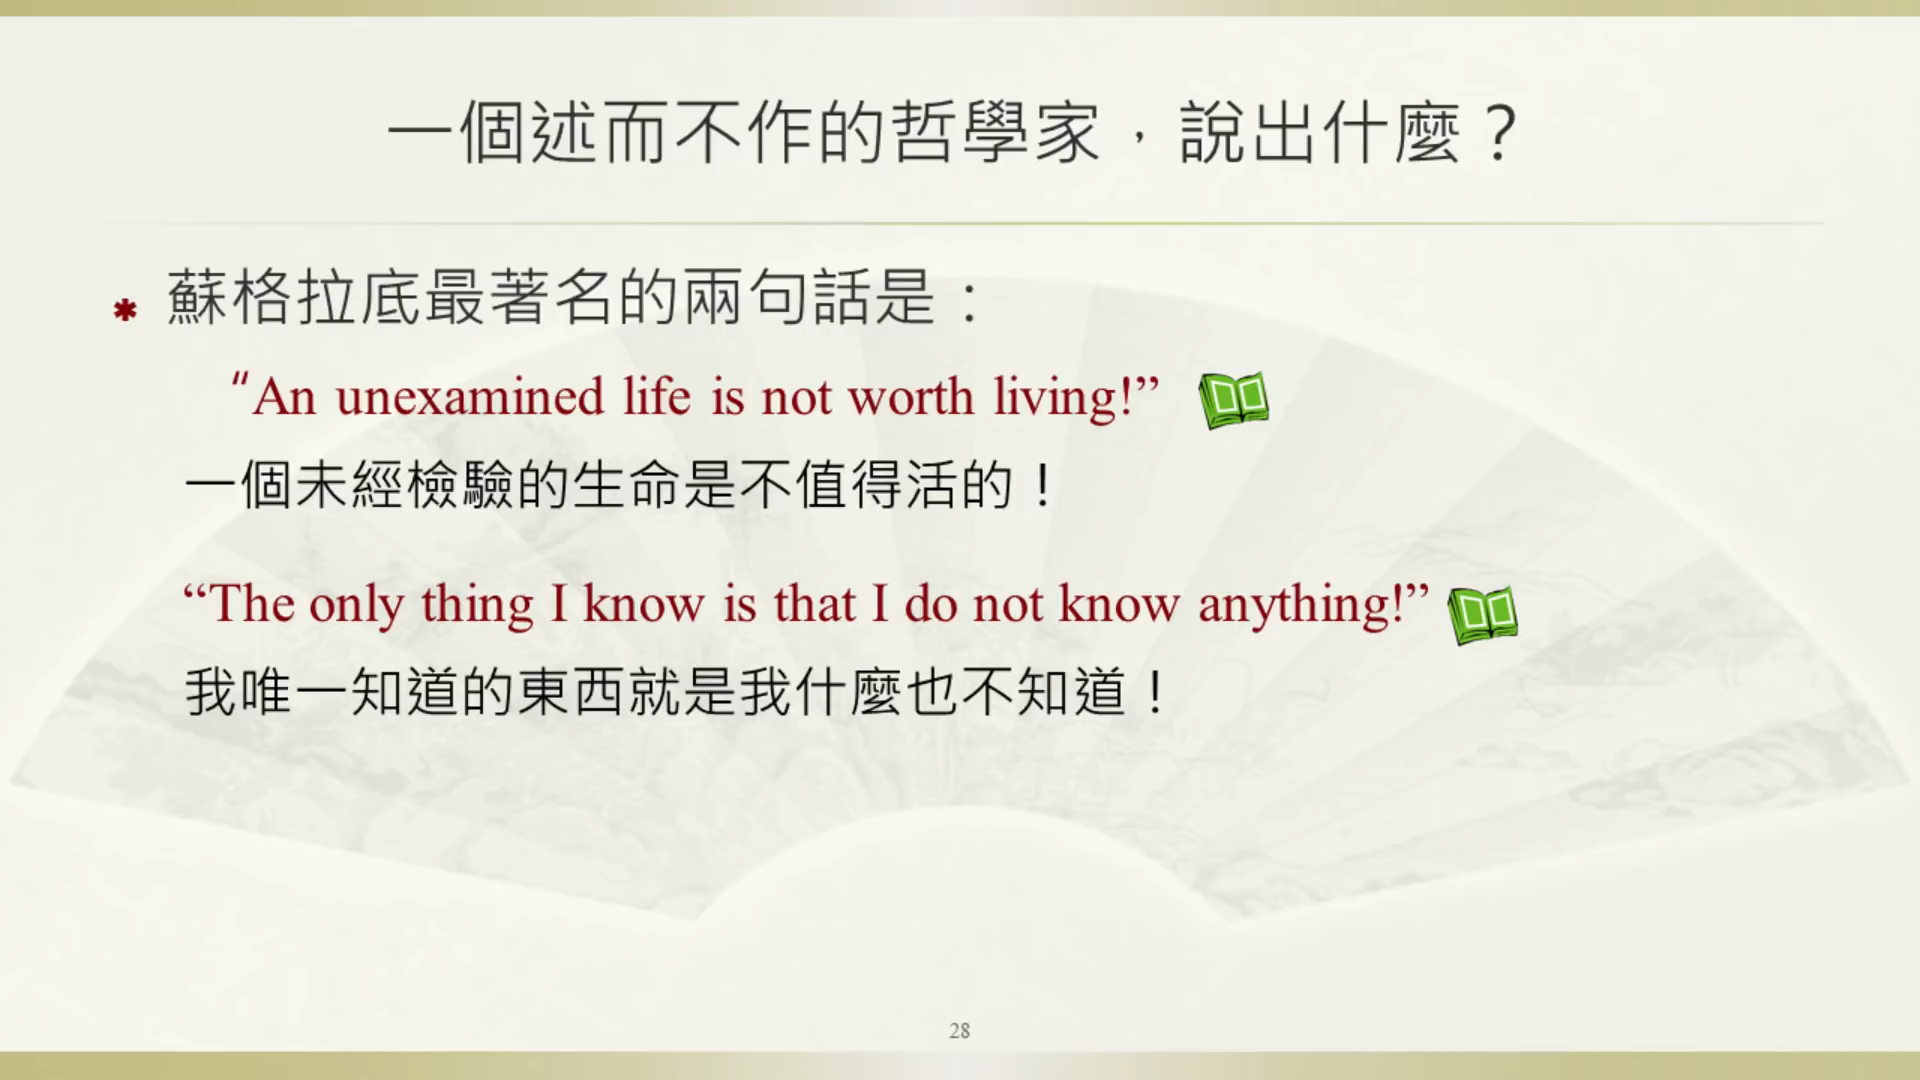 一個述而不作的哲學家，說出什麼？
蘇格拉底最著名的兩句話是：
“An unexamined life is not worth living!”
一個未經檢驗的生命是不值得活的！
“The only thing I know is that I do not know anything!”
我唯一知道的東西就是我什麼也不知道！
28